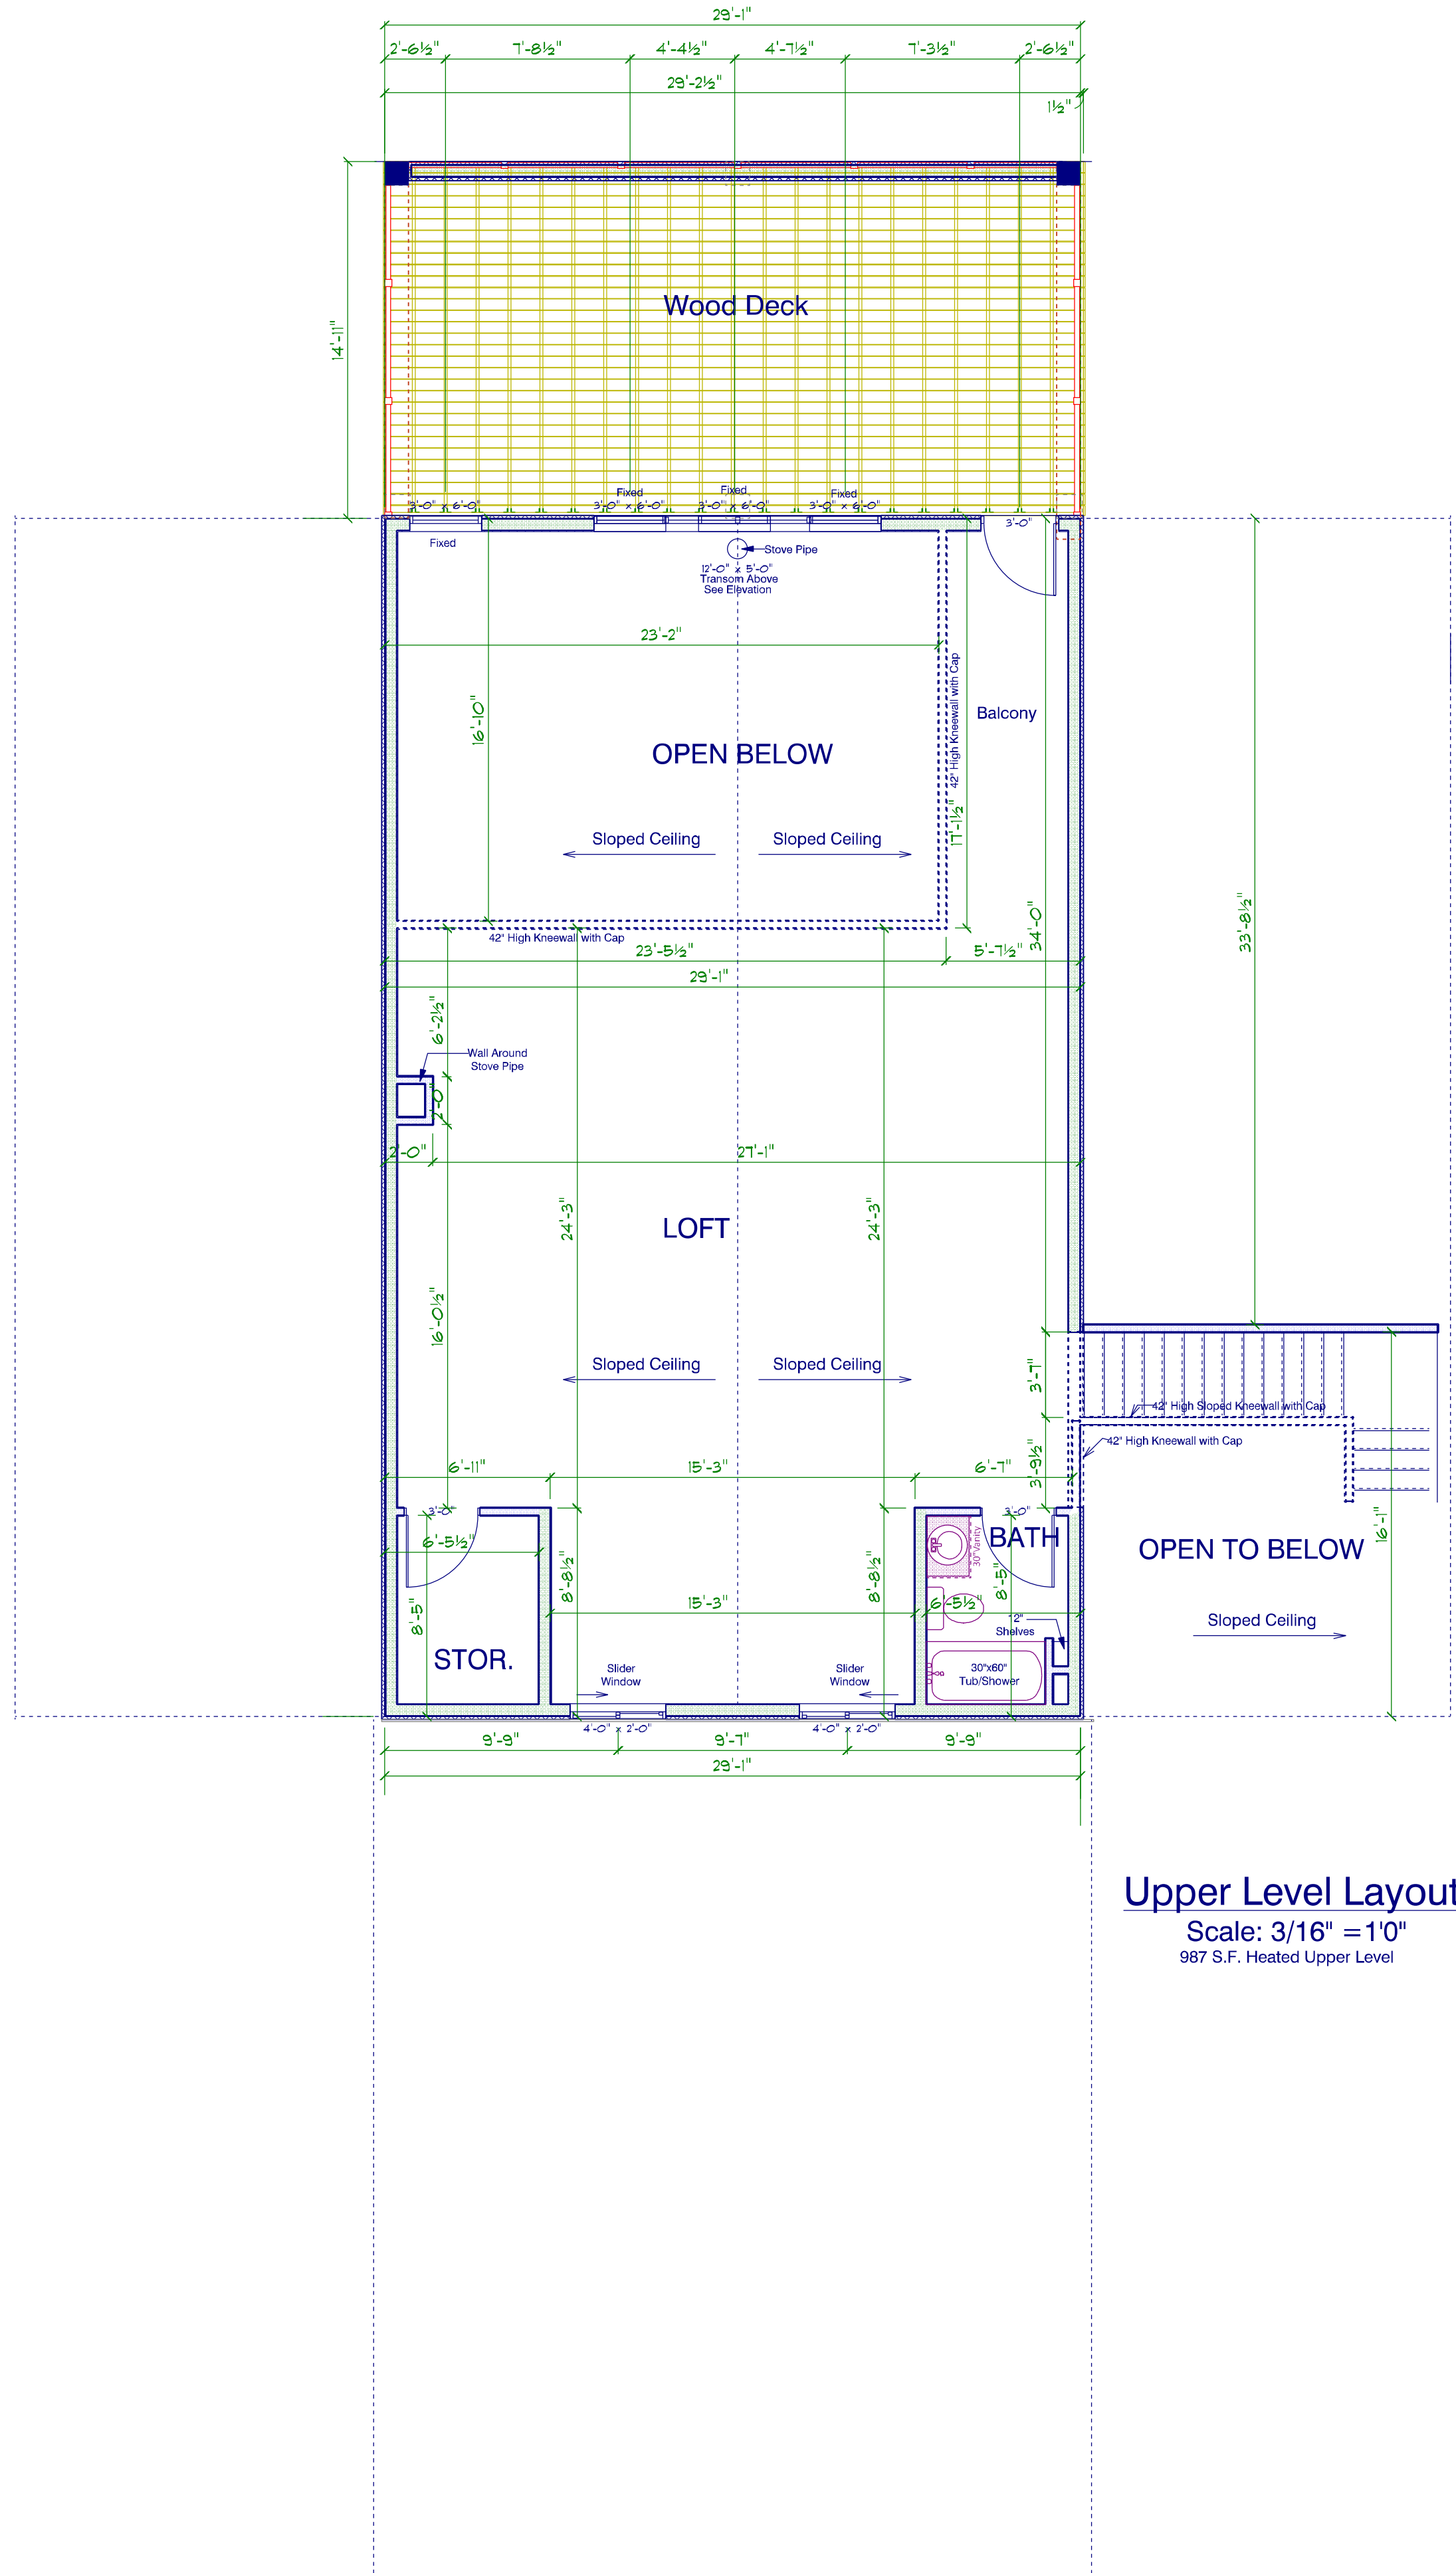 29'-1"
2'-6½"
7'-8½"
4'-4½"
4'-7½"
7'-3½"
2'-6½"
29'-2½"
1½"
14'-11"
Wood Deck
3'-0" x 6'-0"
Fixed
Fixed
3'-0" x 6'-0"
Fixed
3'-0" x 6'-0"
Fixed
3'-0" x 6'-0"
3'-0"
Stove Pipe
12'-0" x 5'-0"
Transom Above
See Elevation
23'-2"
16'-10"
42" High Kneewall with Cap
Balcony
OPEN BELOW
17'-1½"
Sloped Ceiling
Sloped Ceiling
34'-0"
33'-8½"
42" High Kneewall with Cap
23'-5½"
5'-7½"
29'-1"
6'-2½"
Wall Around
Stove Pipe
2'-0"
2'-0"
27'-1"
24'-3"
24'-3"
LOFT
16'-0½"
Sloped Ceiling
Sloped Ceiling
3'-7"
42" High Sloped Kneewall with Cap
42" High Kneewall with Cap
6'-11"
15'-3"
6'-7"
3'-9½"
3'-0"
3'-0"
6'-5½"
30"Vanity
BATH
OPEN TO BELOW
16'-1"
8'-5"
8'-8½"
8'-8½"
8'-5"
15'-3"
6'-5½"
12"
Shelves
Sloped Ceiling
STOR.
Slider
Window
Slider
Window
30"x60"
Tub/Shower
4'-0" x 2'-0"
4'-0" x 2'-0"
9'-9"
9'-7"
9'-9"
29'-1"
Upper Level Layout
Scale: 3/16" =1'0"
987 S.F. Heated Upper Level